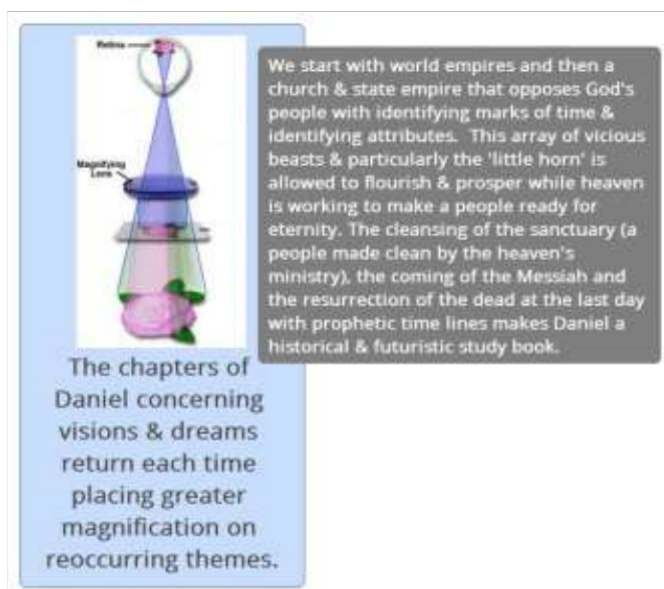 Retina
Magnifying
Lens
We start with world empires and then a
church & state empire that opposes God's
people with identifying marks of time &
identifying attributes. This array of vicious
beasts & particularly the 'little horn' is
allowed to flourish & prosper while heaven
is working to make a people ready for
eternity. The cleansing of the sanctuary (a
people made clean by the heaven's
ministry), the coming of the Messiah and
the resurrection of the dead at the last day
with prophetic time lines makes Daniel a
historical & futuristic study book.
The chapters of
Daniel concerning
visions & dreams
return each time
placing greater
magnification on
reoccurring themes.